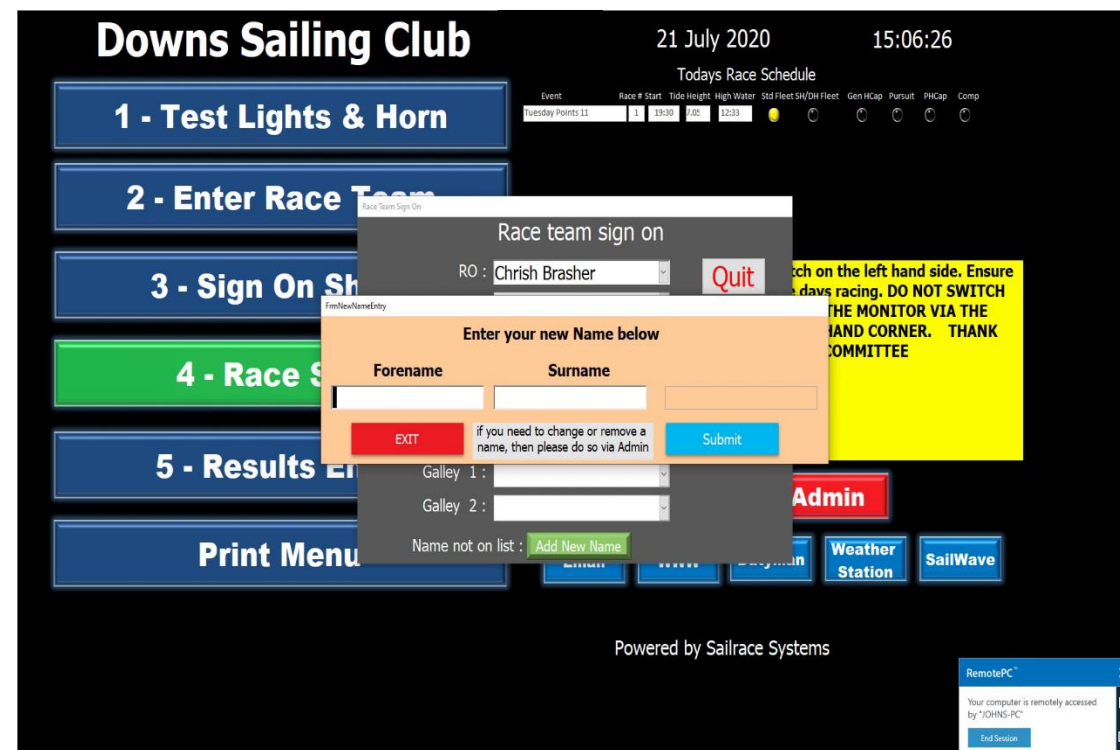 Downs Sailing Club
21 July 2020 15:06:26
Todays Race Schedule
Event Race # Start Tide Height High Water Std Fleet SH/DH Fleet Gen HCap Pursuit PHCap Comp
Tuesday Points 11 1 19:30 7.05 12:33
1 - Test Lights & Horn
2 - Enter Race Team
Race Team Sign On
Race team sign on
RO : Chrish Brasher
Quit
3 - Sign On Sh
on the left hand side. Ensure
days racing. DO NOT SWITCH
THE MONITOR VIA THE
HAND CORNER. THANK
COMMITTEE
FrmNewNameEntry
Enter your new Name below
Forename Surname
EXIT
if you need to change or remove a
name, then please do so via Admin
Submit
4 - Race S
5 - Results En
Galley 1 :
Galley 2 :
Name not on list : Add New Name
Admin
Print Menu
Email
Weather
Station
SailWave
Powered by Sailrace Systems
RemotePC™
Your computer is remotely accessed
by "JOHNS-PC"
End Session